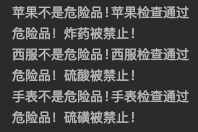 苹果不是危险品!苹果检查通过
危险品! 炸药被禁止!
西服不是危险品!西服检查通过
危险品! 硫酸被禁止!
手表不是危险品!手表检查通过
危险品! 硫磺被禁止!